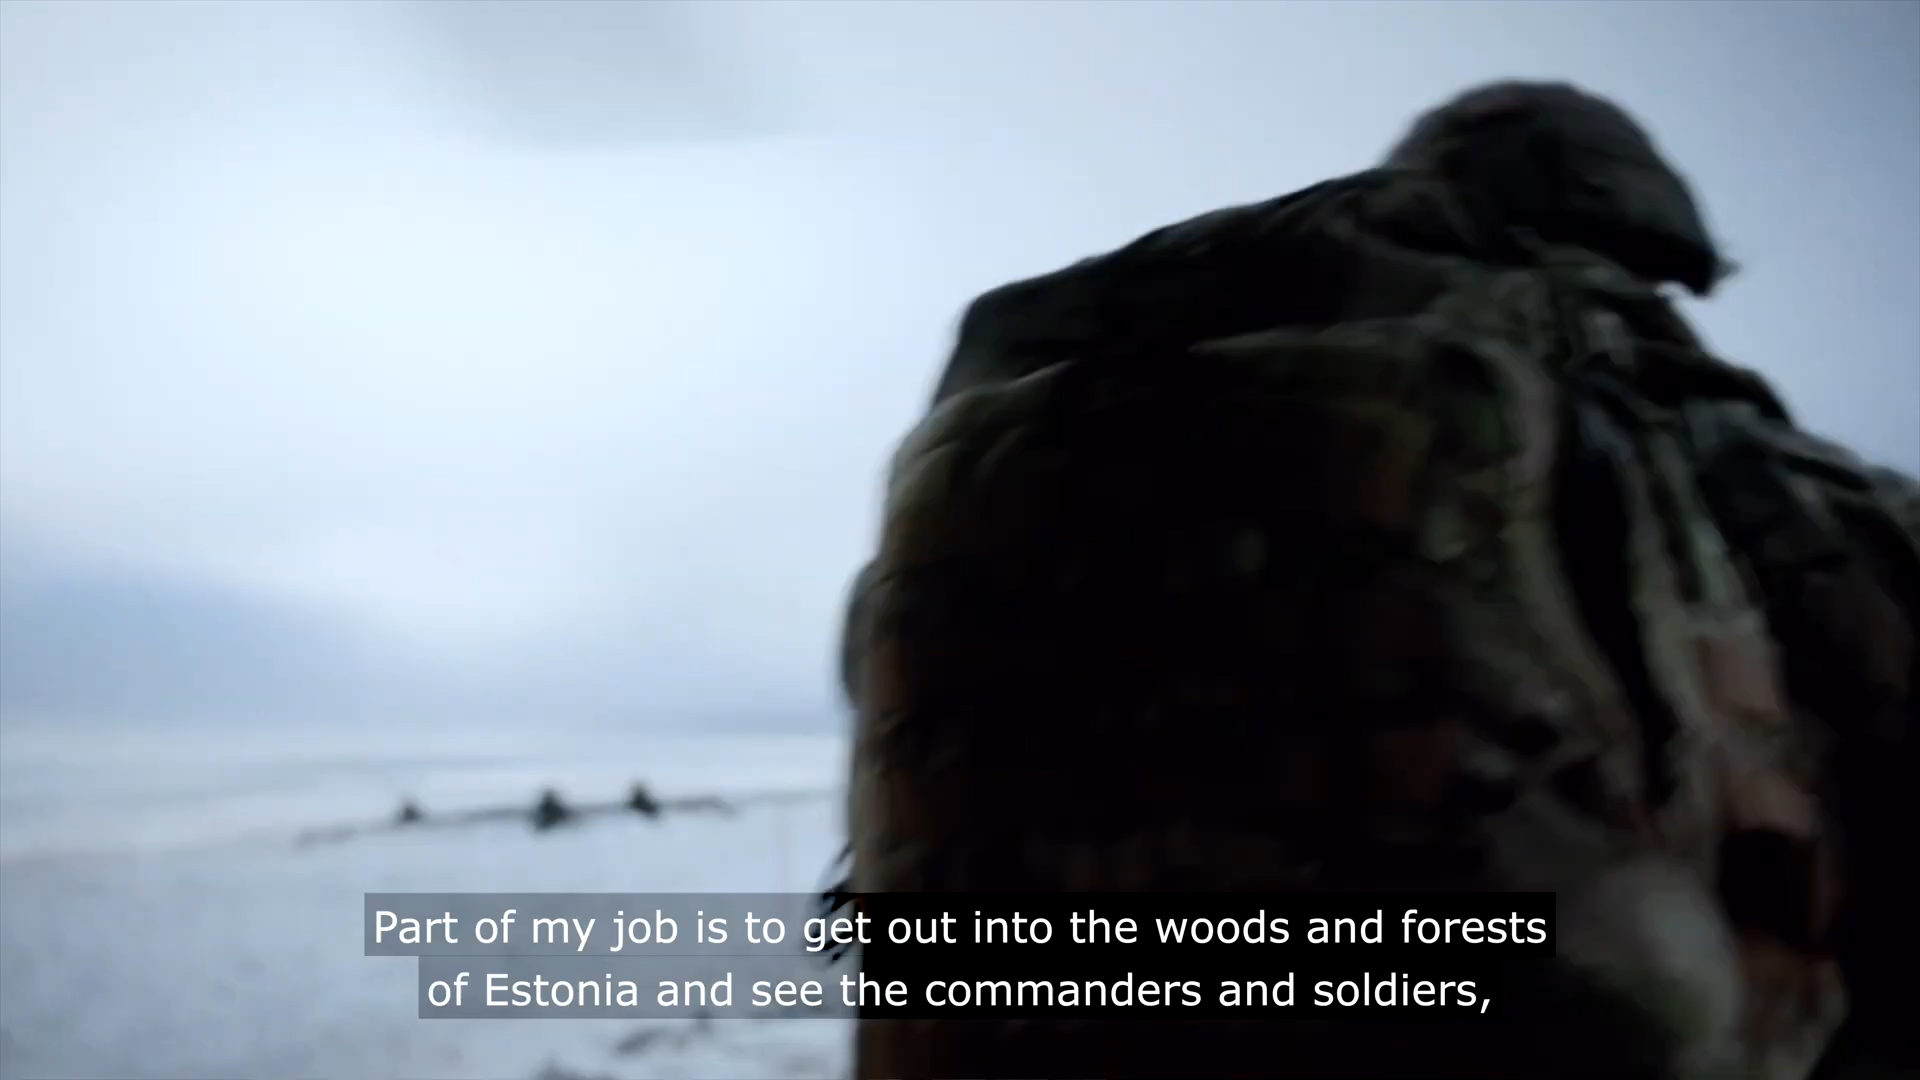 Part of my job is to get out into the woods and forests
of Estonia and see the commanders and soldiers,